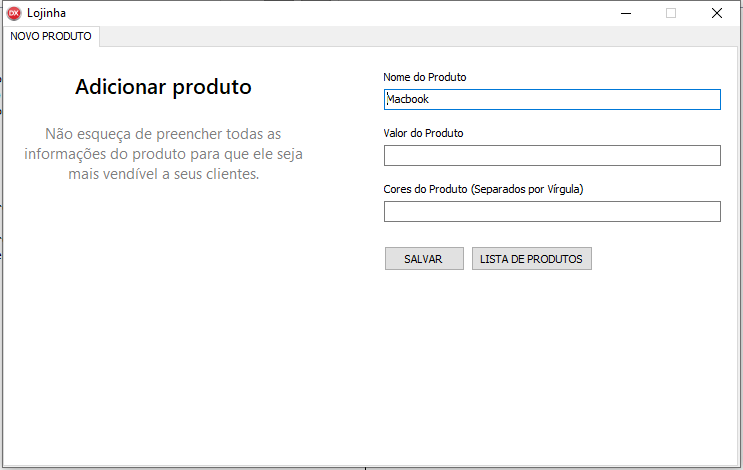 DX Lojinha
NOVO PRODUTO
Adicionar produto
Não esqueça de preencher todas as
informações do produto para que ele seja
mais vendível a seus clientes.
Nome do Produto
Macbook
Valor do Produto
Cores do Produto (Separados por Vírgula)
SALVAR
LISTA DE PRODUTOS